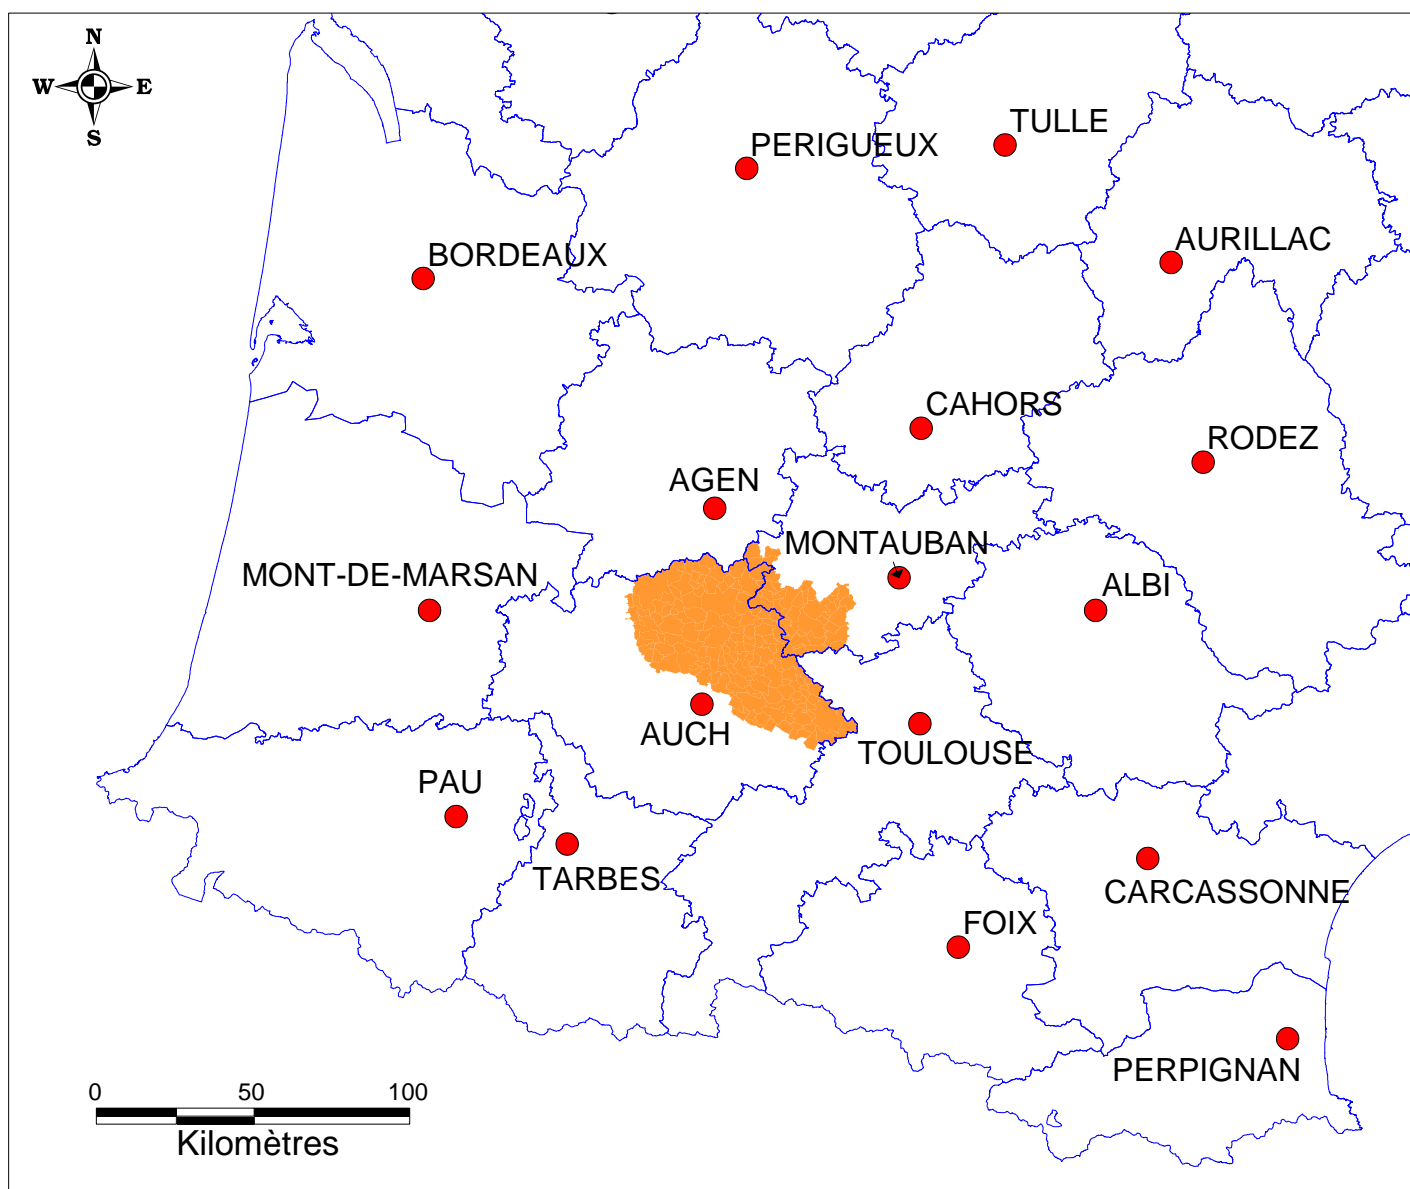 N
W E
S
TULLE
PERIGUEUX
AURILLAC
BORDEAUX
CAHORS
RODEZ
AGEN
MONTAUBAN
MONT-DE-MARSAN
ALBI
AUCH
TOULOUSE
PAU
TARBES
CARCASSONNE
FOIX
PERPIGNAN
0 50 100
Kilomètres